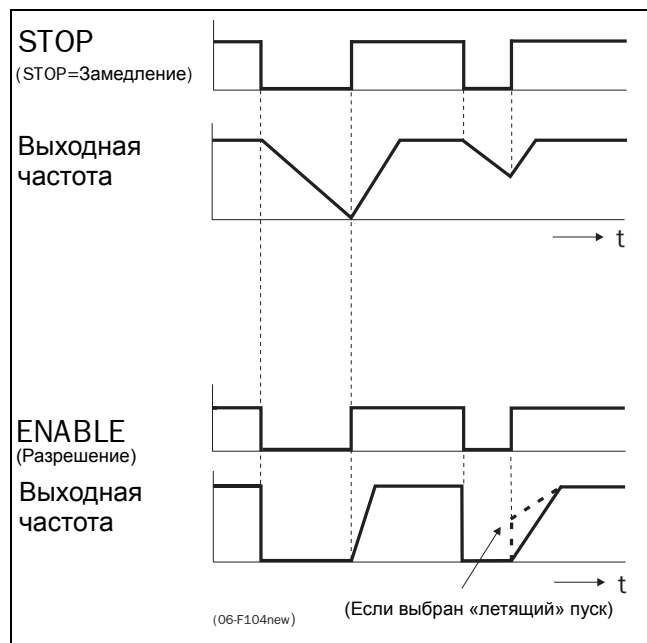 STOP
(STOP=Замедление)
Выходная
частота
t
ENABLE
(Разрешение)
Выходная
частота
t
(Если выбран «летящий» пуск)
(06-F104new)